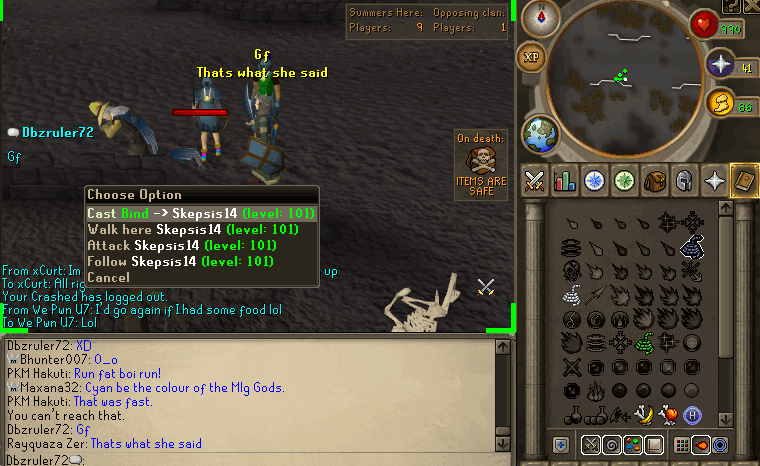 Summers Here: Opposing clan:
Players: 9 Players: 1
Gf
Thats what she said
Dbzruler72
Gf
On death:
ITEMS ARE
SAFE
Choose Option
Cast Bind -> Skepsis14 (level: 101)
Walk here Skepsis14 (level: 101)
Attack Skepsis14 (level: 101)
Follow Skepsis14 (level: 101)
Cancel
From xCurt: Im up
To xCurt: All rig
Your Crashed has logged out.
From We Pwn U7: I'd go again if I had some food lol
To We Pwn U7: Lol
Dbzruler72: XD
Bhunter007: O_o
PKM Hakuti: Run fat boi run!
Maxana32: Cyan be the colour of the Mlg Gods.
PKM Hakuti: That was fast.
You can't reach that.
Dbzruler72: Gf
Rayquaza Zer: Thats what she said
Dbzruler72:
?
990
XP
41
86
H